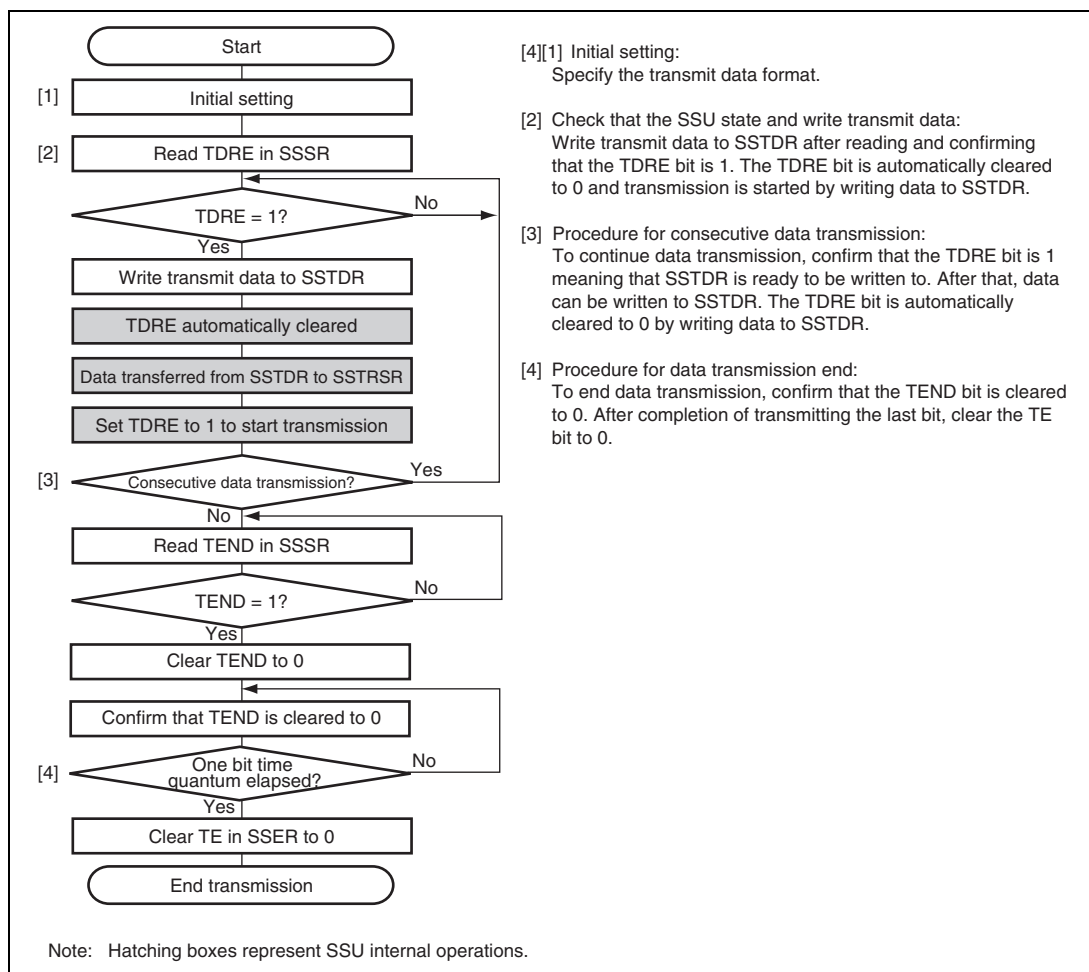 Start
[1]
Initial setting
[2]
Read TDRE in SSSR
TDRE = 1?
No
Yes
Write transmit data to SSTDR
TDRE automatically cleared
Data transferred from SSTDR to SSTRSR
Set TDRE to 1 to start transmission
[3]
Consecutive data transmission?
Yes
No
Read TEND in SSSR
TEND = 1?
No
Yes
Clear TEND to 0
Confirm that TEND is cleared to 0
[4]
One bit time
quantum elapsed?
No
Yes
Clear TE in SSER to 0
End transmission
[4][1] Initial setting:
Specify the transmit data format.
[2] Check that the SSU state and write transmit data:
Write transmit data to SSTDR after reading and confirming
that the TDRE bit is 1. The TDRE bit is automatically cleared
to 0 and transmission is started by writing data to SSTDR.
[3] Procedure for consecutive data transmission:
To continue data transmission, confirm that the TDRE bit is 1
meaning that SSTDR is ready to be written to. After that, data
can be written to SSTDR. The TDRE bit is automatically
cleared to 0 by writing data to SSTDR.
[4] Procedure for data transmission end:
To end data transmission, confirm that the TEND bit is cleared
to 0. After completion of transmitting the last bit, clear the TE
bit to 0.
Note: Hatching boxes represent SSU internal operations.